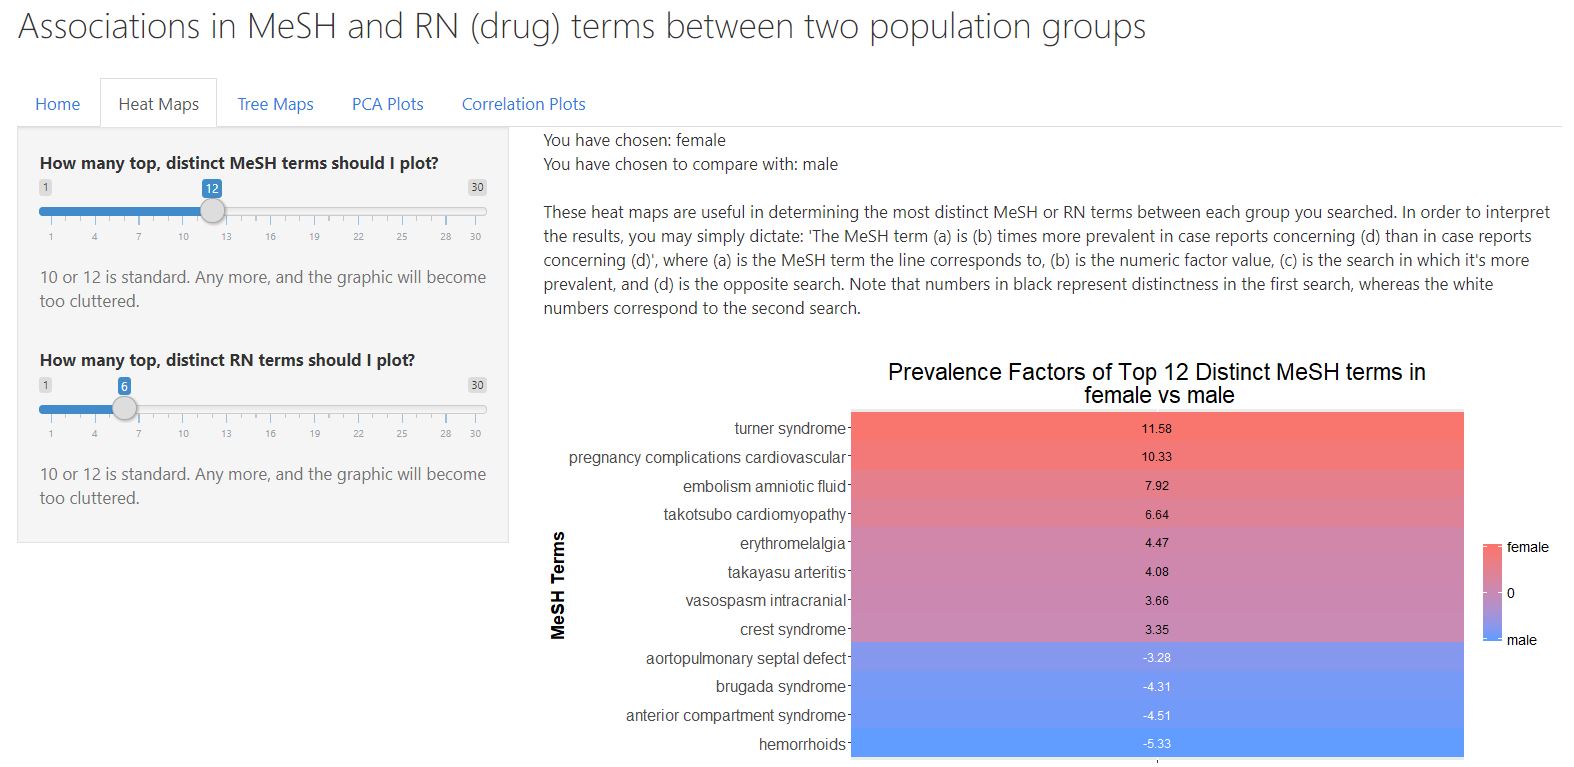 Associations in MeSH and RN (drug) terms between two population groups
Home Heat Maps Tree Maps PCA Plots Correlation Plots
How many top, distinct MeSH terms should I plot?
1 12 30
1 4 7 10 13 16 19 22 25 28 30
10 or 12 is standard. Any more, and the graphic will become
too cluttered.
How many top, distinct RN terms should I plot?
1 6 30
1 4 7 10 13 16 19 22 25 28 30
10 or 12 is standard. Any more, and the graphic will become
too cluttered.
You have chosen: female
You have chosen to compare with: male
These heat maps are useful in determining the most distinct MeSH or RN terms between each group you searched. In order to interpret
the results, you may simply dictate: 'The MeSH term (a) is (b) times more prevalent in case reports concerning (d) than in case reports
concerning (d)', where (a) is the MeSH term the line corresponds to, (b) is the numeric factor value, (c) is the search in which it's more
prevalent, and (d) is the opposite search. Note that numbers in black represent distinctness in the first search, whereas the white
numbers correspond to the second search.
Prevalence Factors of Top 12 Distinct MeSH terms in
female vs male
MeSH Terms
turner syndrome 11.58
pregnancy complications cardiovascular 10.33
embolism amniotic fluid 7.92
takotsubo cardiomyopathy 6.64
erythromelalgia 4.47
takayasu arteritis 4.08
vasospasm intracranial 3.66
crest syndrome 3.35
aortopulmonary septal defect -3.28
brugada syndrome -4.31
anterior compartment syndrome -4.51
hemorrhoids -5.33
female
0
male